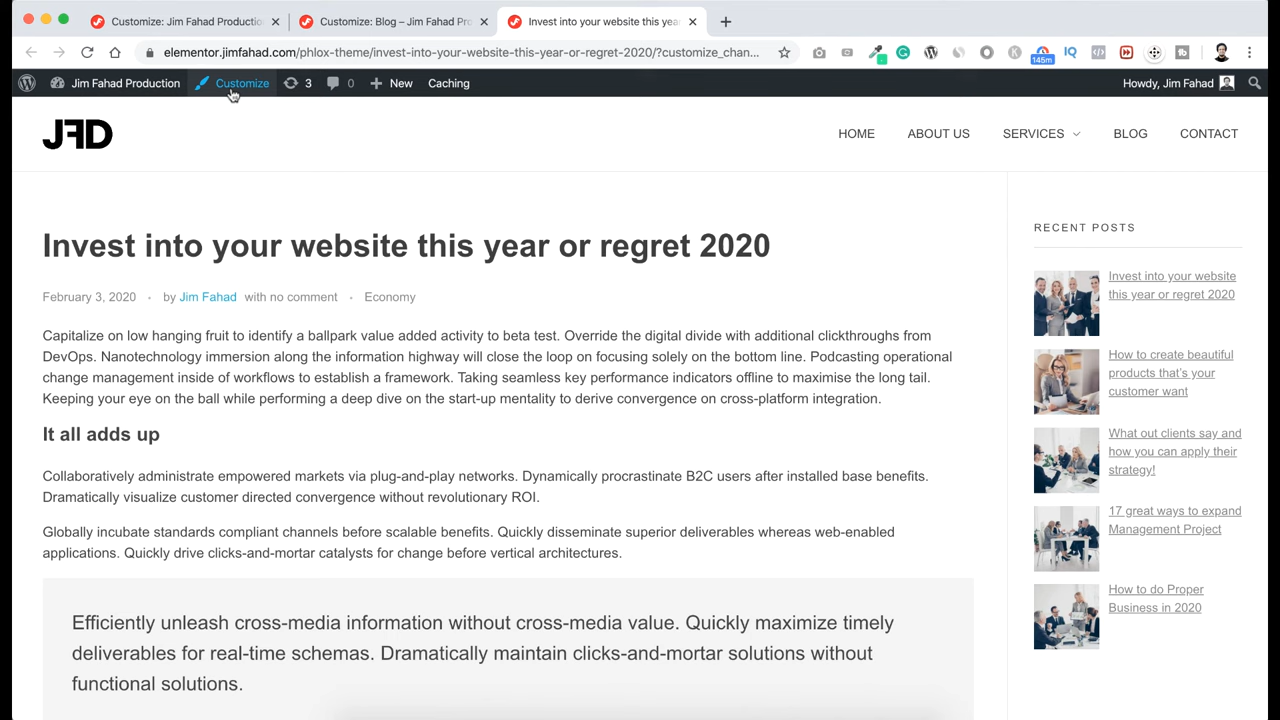 Customize: Jim Fahad Production
Customize: Blog – Jim Fahad Pro
Invest into your website this yea
elementor.jimfahad.com/phlox-theme/invest-into-your-website-this-year-or-regret-2020/?customize_chan...
IQ
145m
Jim Fahad Production
Customize
3
0
New
Caching
Howdy, Jim Fahad
JFD
HOME
ABOUT US
SERVICES
BLOG
CONTACT
Invest into your website this year or regret 2020
February 3, 2020 • by Jim Fahad with no comment • Economy
Capitalize on low hanging fruit to identify a ballpark value added activity to beta test. Override the digital divide with additional clickthroughs from
DevOps. Nanotechnology immersion along the information highway will close the loop on focusing solely on the bottom line. Podcasting operational
change management inside of workflows to establish a framework. Taking seamless key performance indicators offline to maximise the long tail.
Keeping your eye on the ball while performing a deep dive on the start-up mentality to derive convergence on cross-platform integration.
It all adds up
Collaboratively administrate empowered markets via plug-and-play networks. Dynamically procrastinate B2C users after installed base benefits.
Dramatically visualize customer directed convergence without revolutionary ROI.
Globally incubate standards compliant channels before scalable benefits. Quickly disseminate superior deliverables whereas web-enabled
applications. Quickly drive clicks-and-mortar catalysts for change before vertical architectures.
Efficiently unleash cross-media information without cross-media value. Quickly maximize timely
deliverables for real-time schemas. Dramatically maintain clicks-and-mortar solutions without
functional solutions.
RECENT POSTS
Invest into your website
this year or regret 2020
How to create beautiful
products that's your
customer want
What out clients say and
how you can apply their
strategy!
17 great ways to expand
Management Project
How to do Proper
Business in 2020